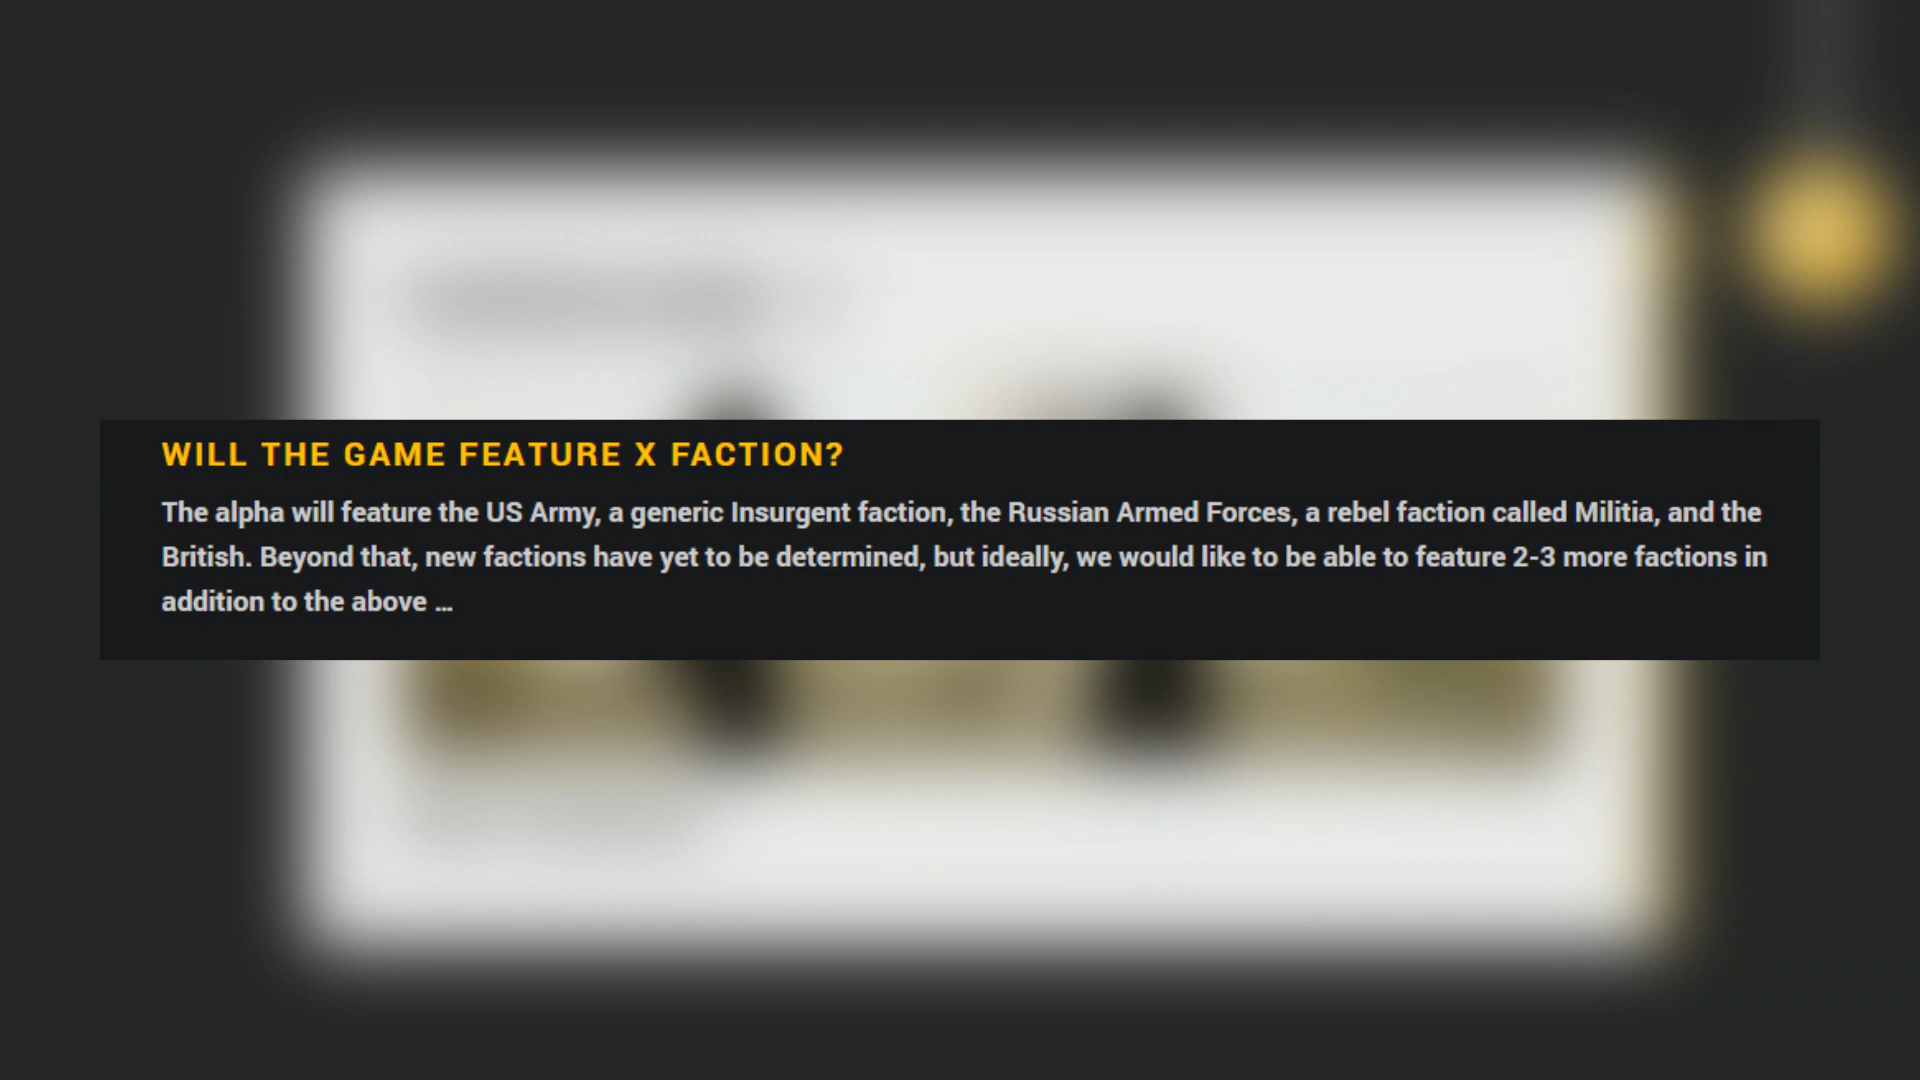 WILL THE GAME FEATURE X FACTION?
The alpha will feature the US Army, a generic Insurgent faction, the Russian Armed Forces, a rebel faction called Militia, and the
British. Beyond that, new factions have yet to be determined, but ideally, we would like to be able to feature 2-3 more factions in
addition to the above ...